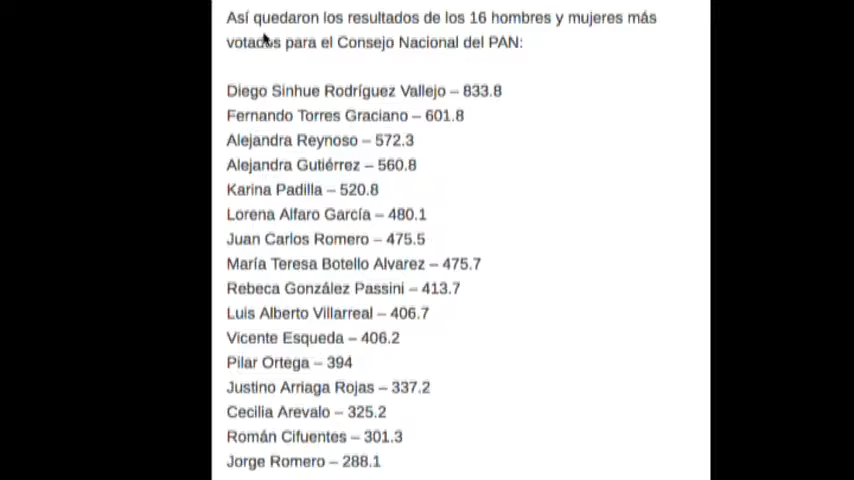 Así quedaron los resultados de los 16 hombres y mujeres más
votados para el Consejo Nacional del PAN:
Diego Sinhue Rodríguez Vallejo – 833.8
Fernando Torres Graciano – 601.8
Alejandra Reynoso – 572.3
Alejandra Gutiérrez – 560.8
Karina Padilla – 520.8
Lorena Alfaro García – 480.1
Juan Carlos Romero – 475.5
María Teresa Botello Alvarez – 475.7
Rebeca González Passini – 413.7
Luis Alberto Villarreal – 406.7
Vicente Esqueda – 406.2
Pilar Ortega – 394
Justino Arriaga Rojas – 337.2
Cecilia Arevalo – 325.2
Román Cifuentes – 301.3
Jorge Romero – 288.1